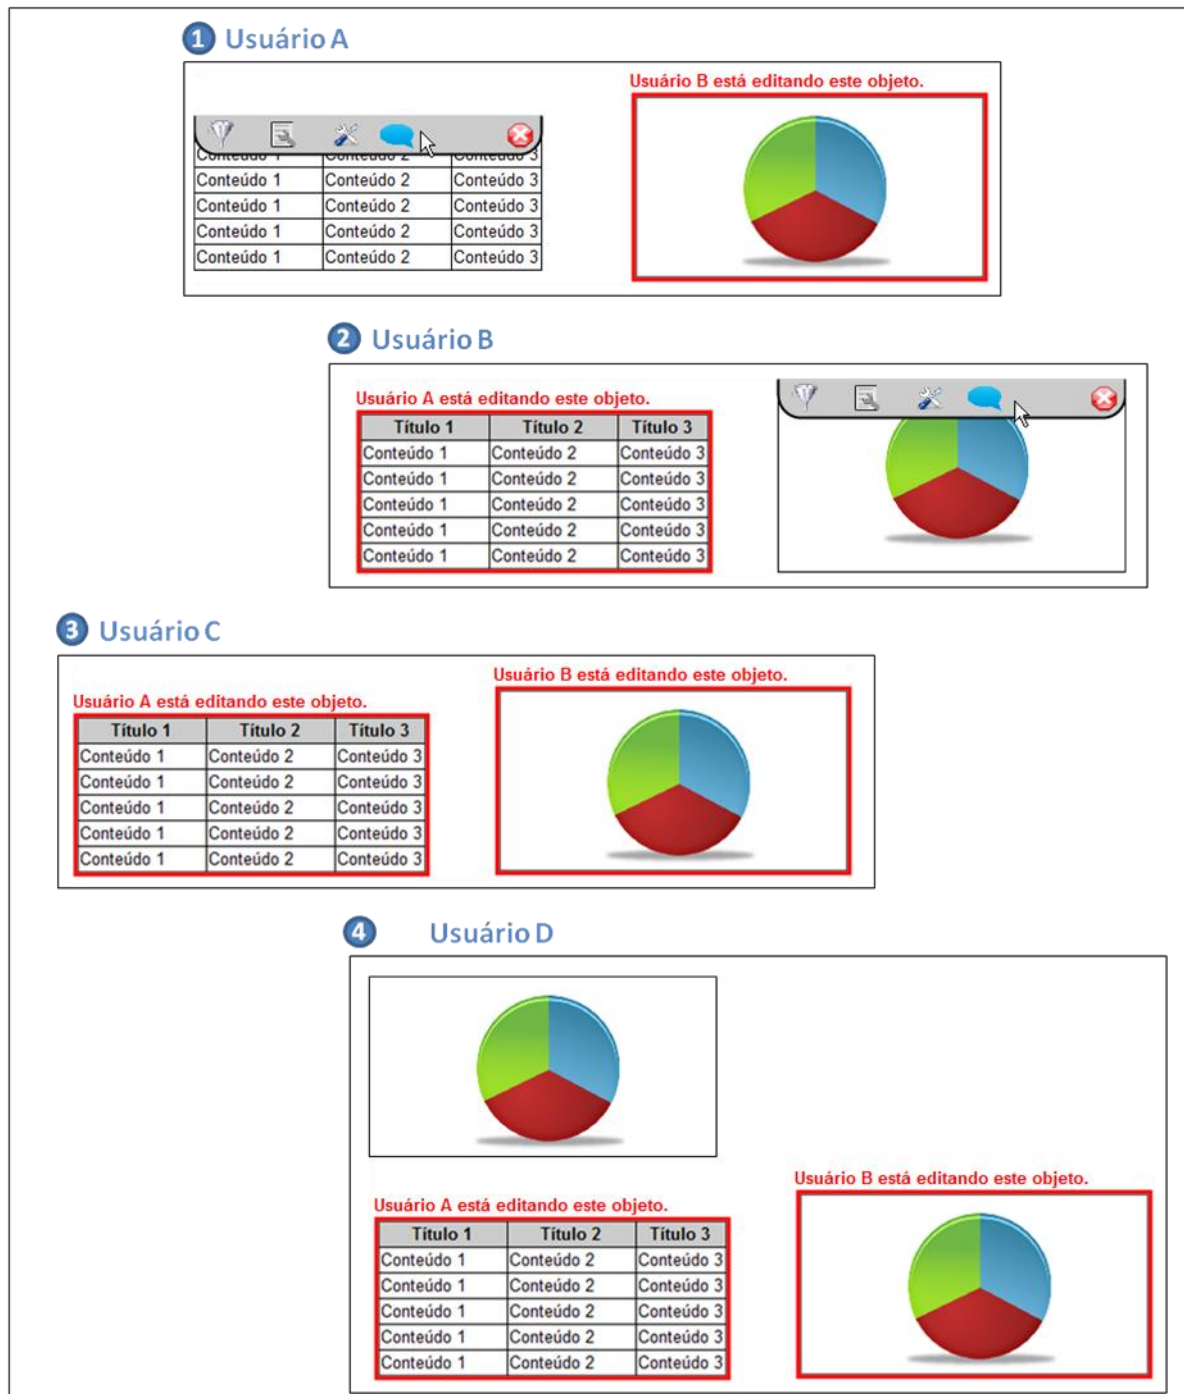 1 Usuário A
Usuário B está editando este objeto.
Conteúdo 1 Conteúdo 2 Conteúdo 3
Conteúdo 1 Conteúdo 2 Conteúdo 3
Conteúdo 1 Conteúdo 2 Conteúdo 3
Conteúdo 1 Conteúdo 2 Conteúdo 3
Conteúdo 1 Conteúdo 2 Conteúdo 3
2 Usuário B
Usuário A está editando este objeto.
Título 1 Título 2 Título 3
Conteúdo 1 Conteúdo 2 Conteúdo 3
Conteúdo 1 Conteúdo 2 Conteúdo 3
Conteúdo 1 Conteúdo 2 Conteúdo 3
Conteúdo 1 Conteúdo 2 Conteúdo 3
Conteúdo 1 Conteúdo 2 Conteúdo 3
3 Usuário C
Usuário B está editando este objeto.
Usuário A está editando este objeto.
Título 1 Título 2 Título 3
Conteúdo 1 Conteúdo 2 Conteúdo 3
Conteúdo 1 Conteúdo 2 Conteúdo 3
Conteúdo 1 Conteúdo 2 Conteúdo 3
Conteúdo 1 Conteúdo 2 Conteúdo 3
Conteúdo 1 Conteúdo 2 Conteúdo 3
4 Usuário D
Usuário B está editando este objeto.
Usuário A está editando este objeto.
Título 1 Título 2 Título 3
Conteúdo 1 Conteúdo 2 Conteúdo 3
Conteúdo 1 Conteúdo 2 Conteúdo 3
Conteúdo 1 Conteúdo 2 Conteúdo 3
Conteúdo 1 Conteúdo 2 Conteúdo 3
Conteúdo 1 Conteúdo 2 Conteúdo 3